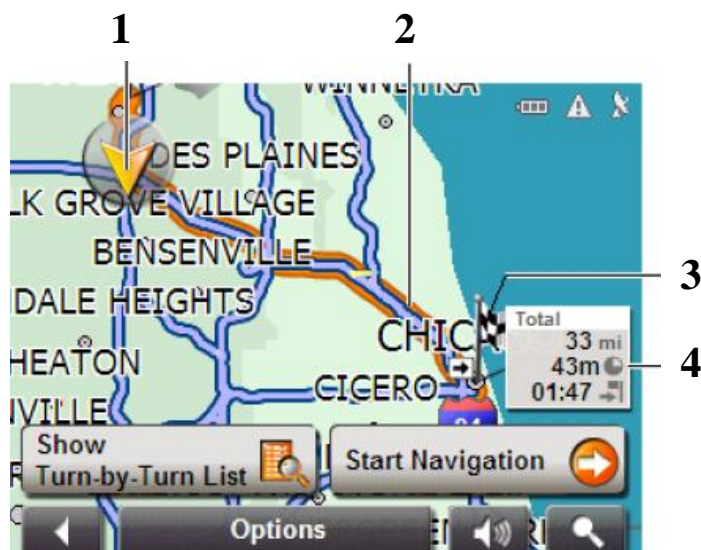 1
2
3
4
WINNETKA
DES PLAINES
LK GROVE VILLAGE
BENSENVILLE
DALE HEIGHTS
CHIC
HEATON
CICERO
VILLE
Total
33 mi
43m
01:47
Show
Turn-by-Turn List
Start Navigation
Options